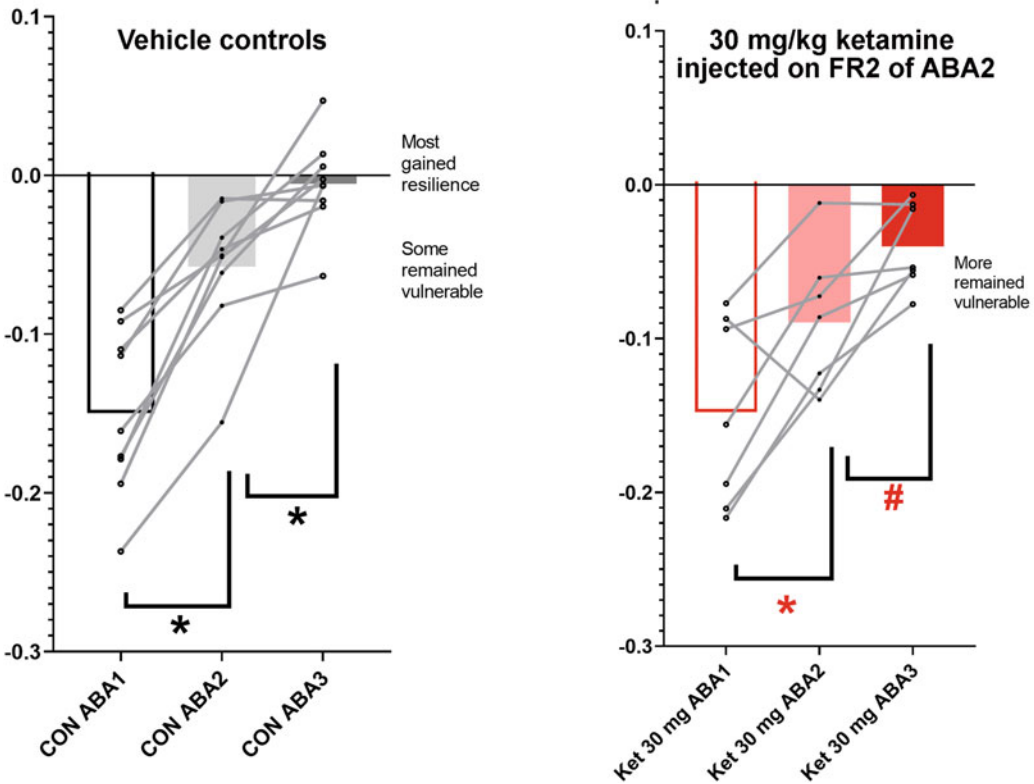 Vehicle controls
0.1
0.0
-0.1
-0.2
-0.3
Most
gained
resilience
Some
remained
vulnerable
*
*
CON ABA1
CON ABA2
CON ABA3
30 mg/kg ketamine
injected on FR2 of ABA2
0.1
0.0
-0.1
-0.2
-0.3
More
remained
vulnerable
#
*
Ket 30 mg ABA1
Ket 30 mg ABA2
Ket 30 mg ABA3